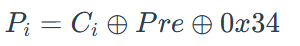 P_i = C_i ⊕ Pre ⊕ 0x34